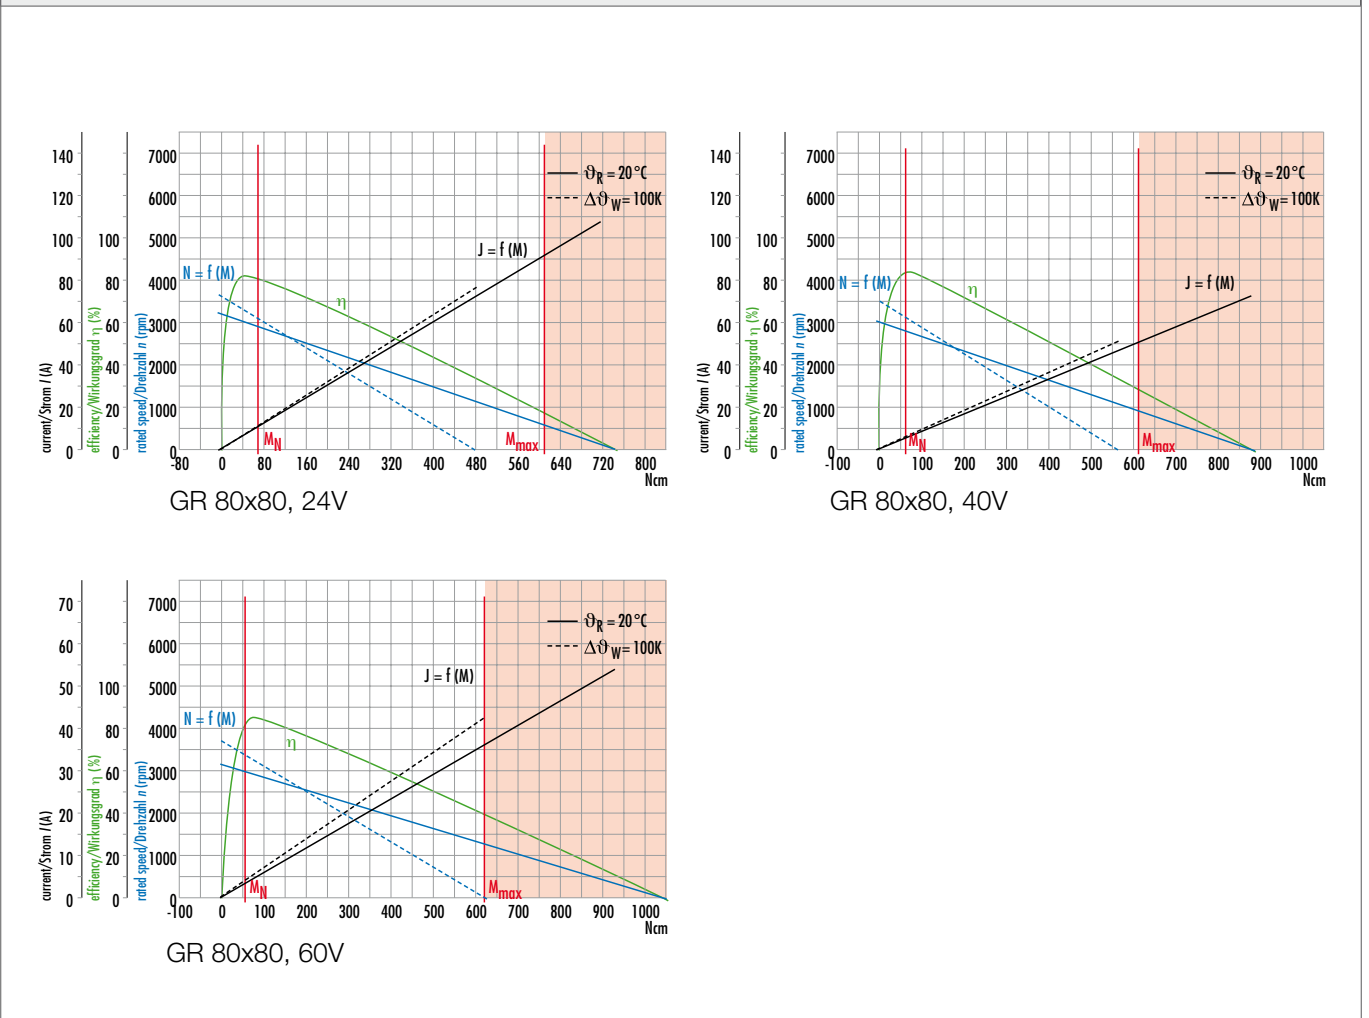 140
120
100
80
60
40
20
0
current/Strom I (A)
100
80
60
40
20
0
efficiency/Wirkungsgrad η (%)
7000
6000
5000
4000
3000
2000
1000
0
rated speed/Drehzahl n (rpm)
ϑR = 20°C
Δϑ W = 100K
J = f (M)
N = f (M)
η
MN
Mmax
-80 0 80 160 240 320 400 480 560 640 720 800
Ncm
GR 80x80, 24V
140
120
100
80
60
40
20
0
current/Strom I (A)
100
80
60
40
20
0
efficiency/Wirkungsgrad η (%)
7000
6000
5000
4000
3000
2000
1000
0
rated speed/Drehzahl n (rpm)
ϑR = 20°C
Δϑ W = 100K
J = f (M)
N = f (M)
η
MN
Mmax
-100 0 100 200 300 400 500 600 700 800 900 1000
Ncm
GR 80x80, 40V
70
60
50
40
30
20
10
0
current/Strom I (A)
100
80
60
40
20
0
efficiency/Wirkungsgrad η (%)
7000
6000
5000
4000
3000
2000
1000
0
rated speed/Drehzahl n (rpm)
ϑR = 20°C
Δϑ W = 100K
J = f (M)
N = f (M)
η
MN
Mmax
-100 0 100 200 300 400 500 600 700 800 900 1000
Ncm
GR 80x80, 60V